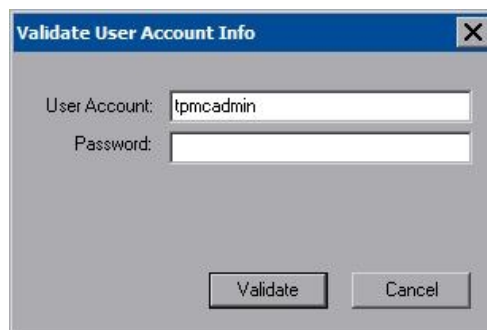 Validate User Account Info
User Account: tpmcadmin
Password:
Validate Cancel